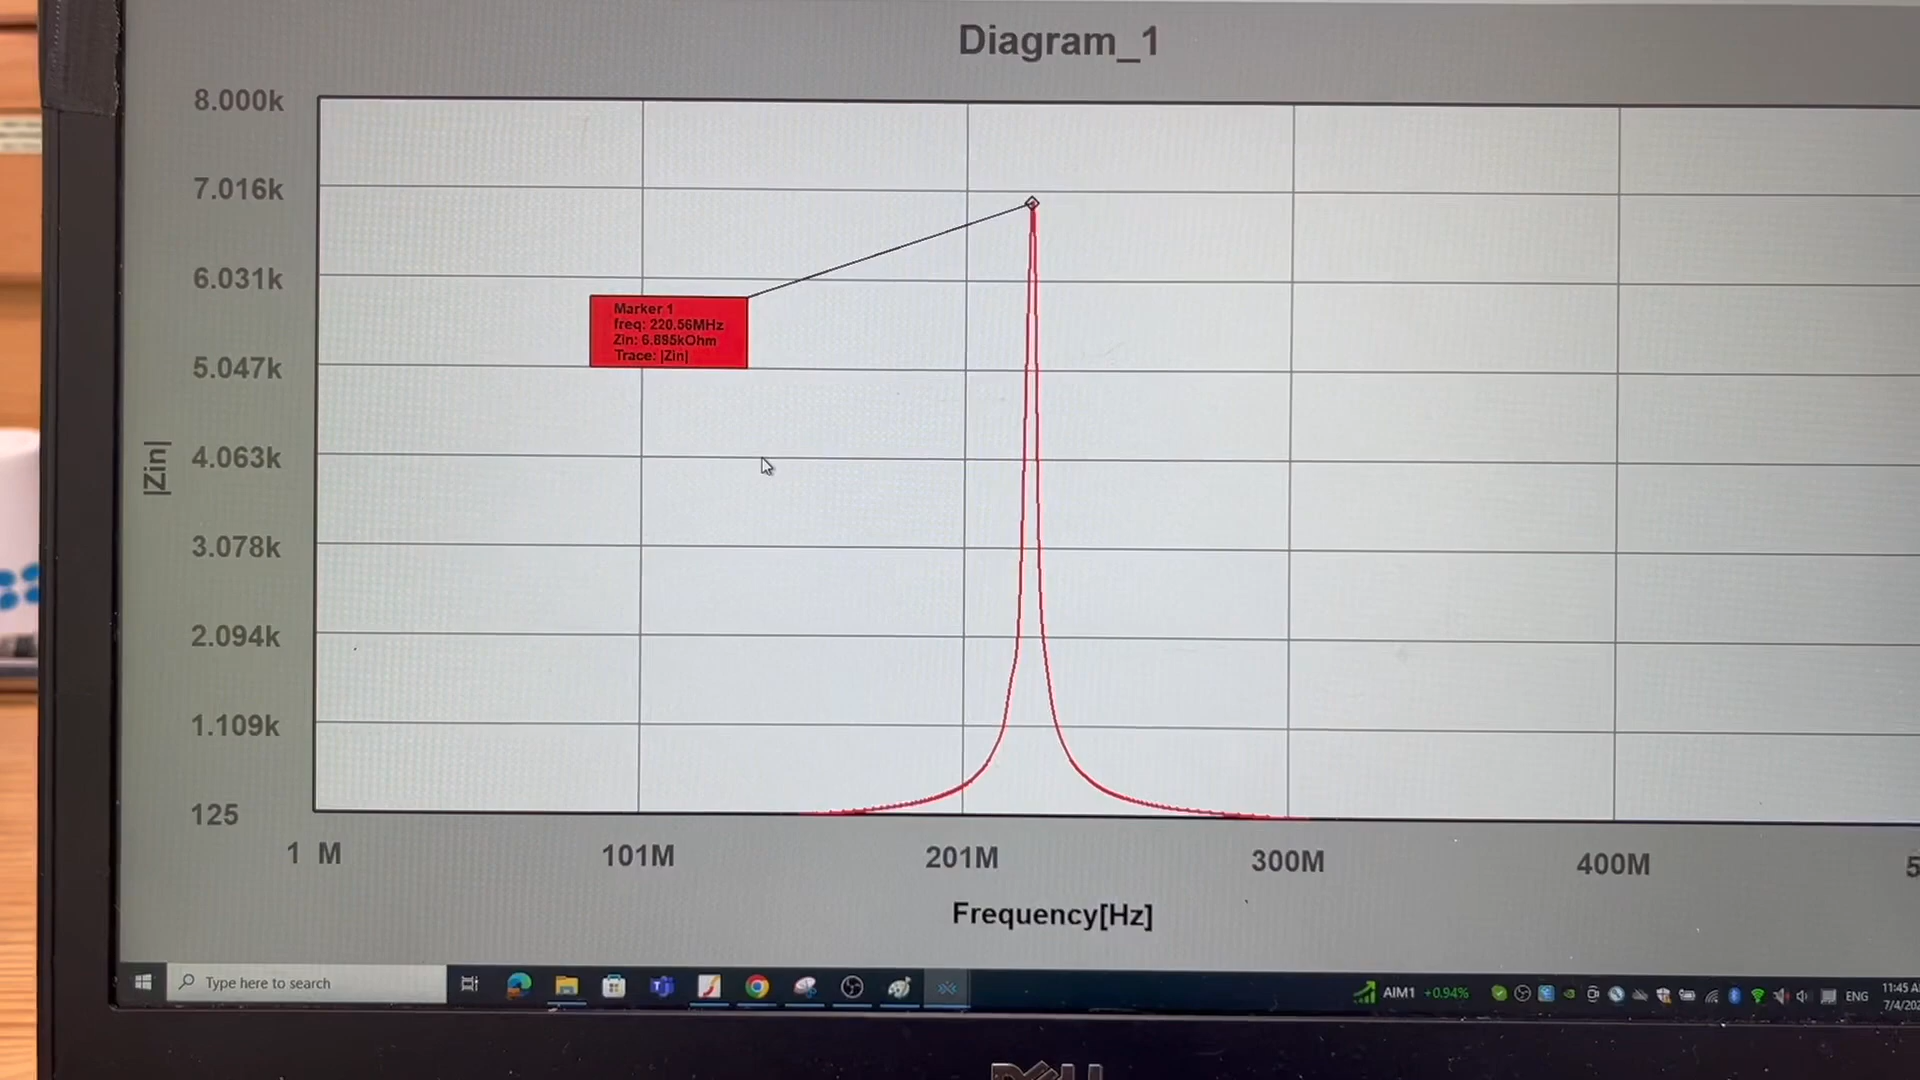 Diagram_1
8.000k
7.016k
6.031k
5.047k
4.063k
3.078k
2.094k
1.109k
125
|Zin|
Marker 1
freq: 220.56MHz
Zin: 6.895kOhm
Trace: |Zin|
1 M 101M 201M 300M 400M 5
Frequency[Hz]
Type here to search
AIM1 +0.94%
ENG
11:45 A
7/4/202
DELL